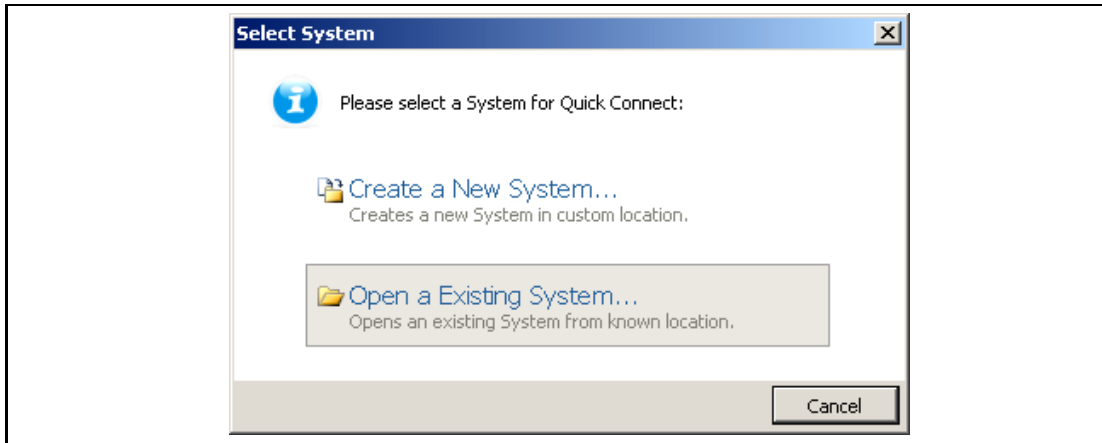 Select System
Please select a System for Quick Connect:
Create a New System...
Creates a new System in custom location.
Open a Existing System...
Opens an existing System from known location.
Cancel